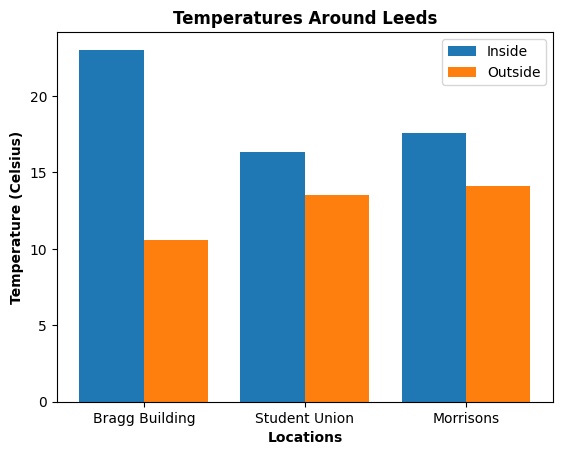 Temperatures Around Leeds
Inside
Outside
Temperature (Celsius)
20
15
10
5
0
Bragg Building
Student Union
Morrisons
Locations